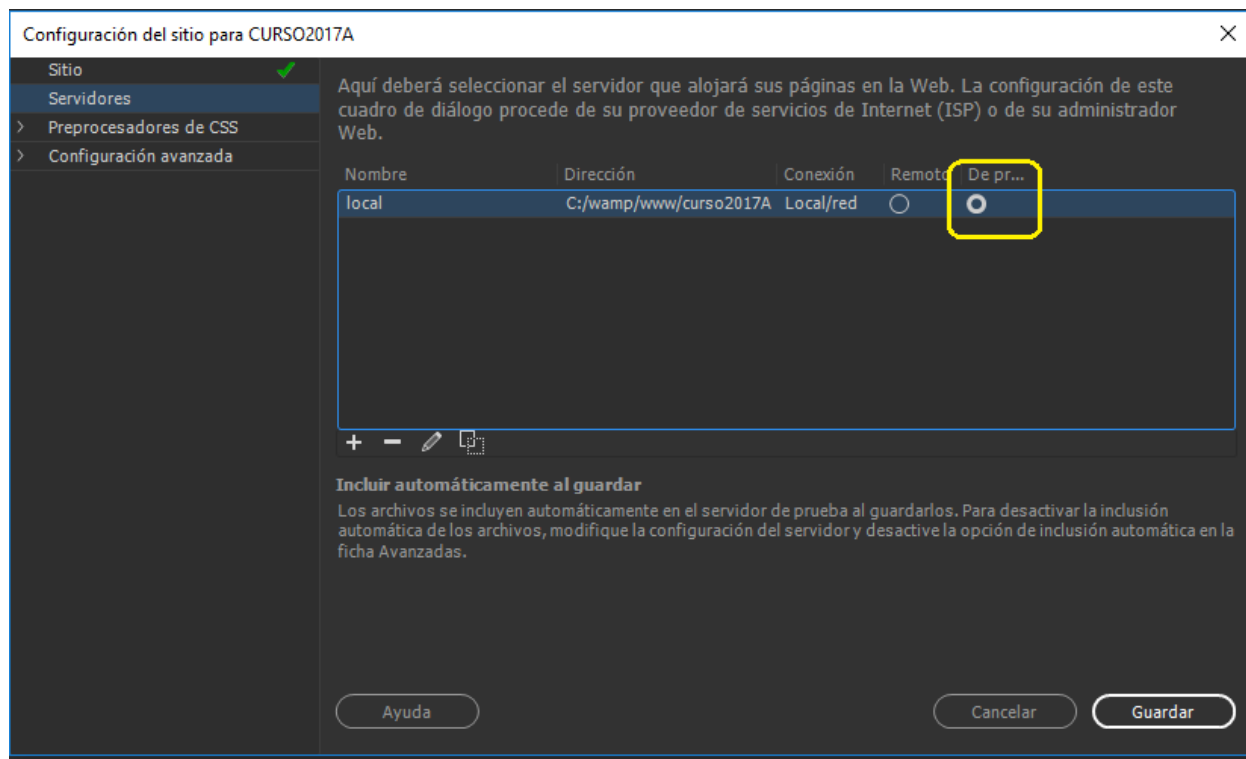 Configuración del sitio para CURSO2017A
Sitio
Servidores
Preprocesadores de CSS
Configuración avanzada
Aquí deberá seleccionar el servidor que alojará sus páginas en la Web. La configuración de este
cuadro de diálogo procede de su proveedor de servicios de Internet (ISP) o de su administrador
Web.
Nombre Dirección Conexión Remoto De pr...
local C:/wamp/www/curso2017A Local/red
Incluir automáticamente al guardar
Los archivos se incluyen automáticamente en el servidor de prueba al guardarlos. Para desactivar la inclusión
automática de los archivos, modifique la configuración del servidor y desactive la opción de inclusión automática en la
ficha Avanzadas.
Ayuda Cancelar Guardar